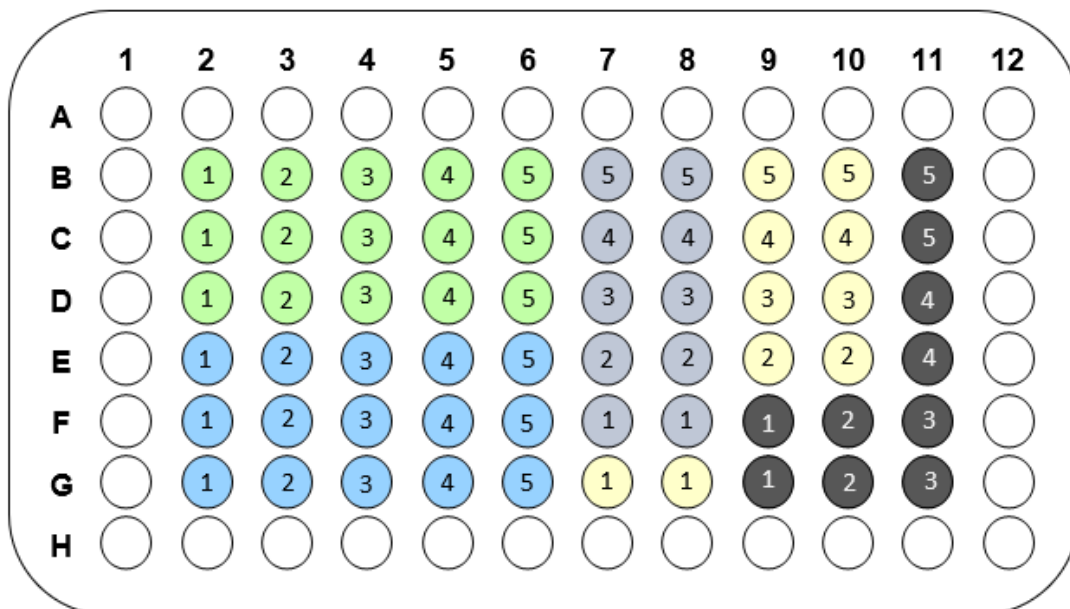 1 2 3 4 5 6 7 8 9 10 11 12
A
B 1 2 3 4 5 5 5 5 5 5
C 1 2 3 4 5 4 4 4 4 5
D 1 2 3 4 5 3 3 3 3 4
E 1 2 3 4 5 2 2 2 2 4
F 1 2 3 4 5 1 1 1 2 3
G 1 2 3 4 5 1 1 1 2 3
H